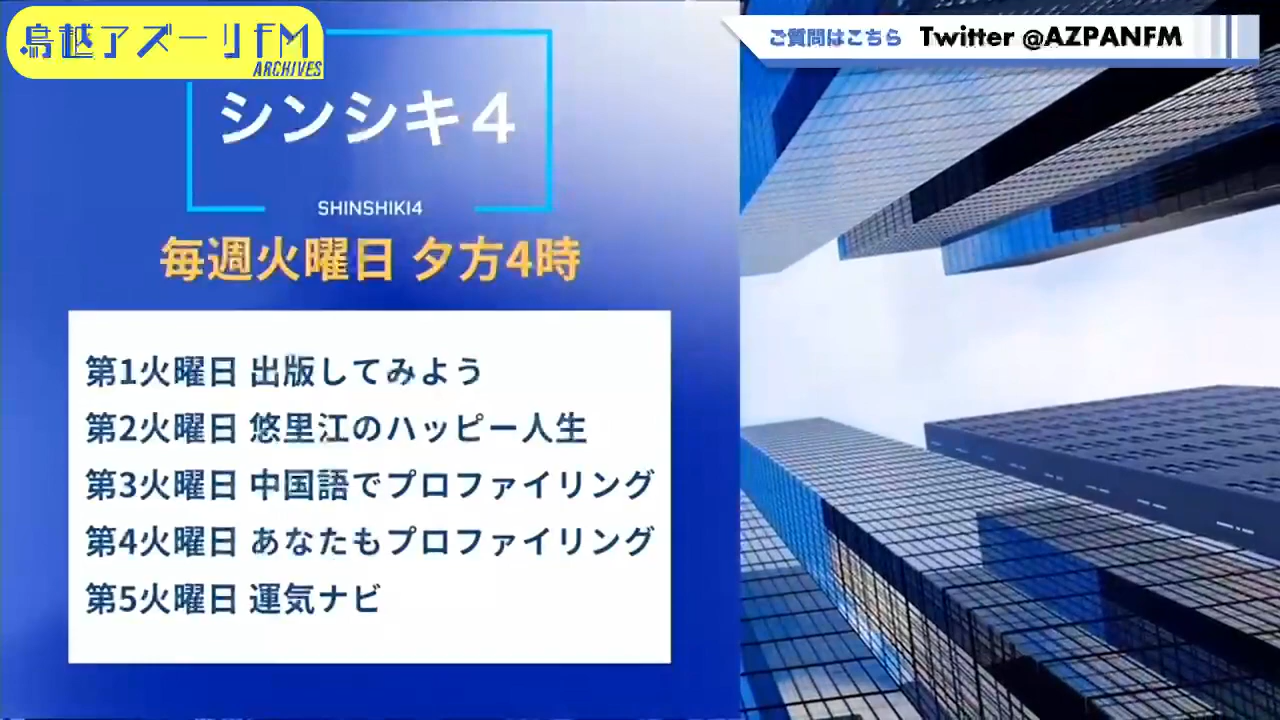 鳥越アズーリFM
ARCHIVES
ご質問はこちら Twitter @AZPANFM
シンシキ4
SHINSHIKI4
毎週火曜日 夕方4時
第1火曜日 出版してみよう
第2火曜日 悠里江のハッピー人生
第3火曜日 中国語でプロファイリング
第4火曜日 あなたもプロファイリング
第5火曜日 運気ナビ